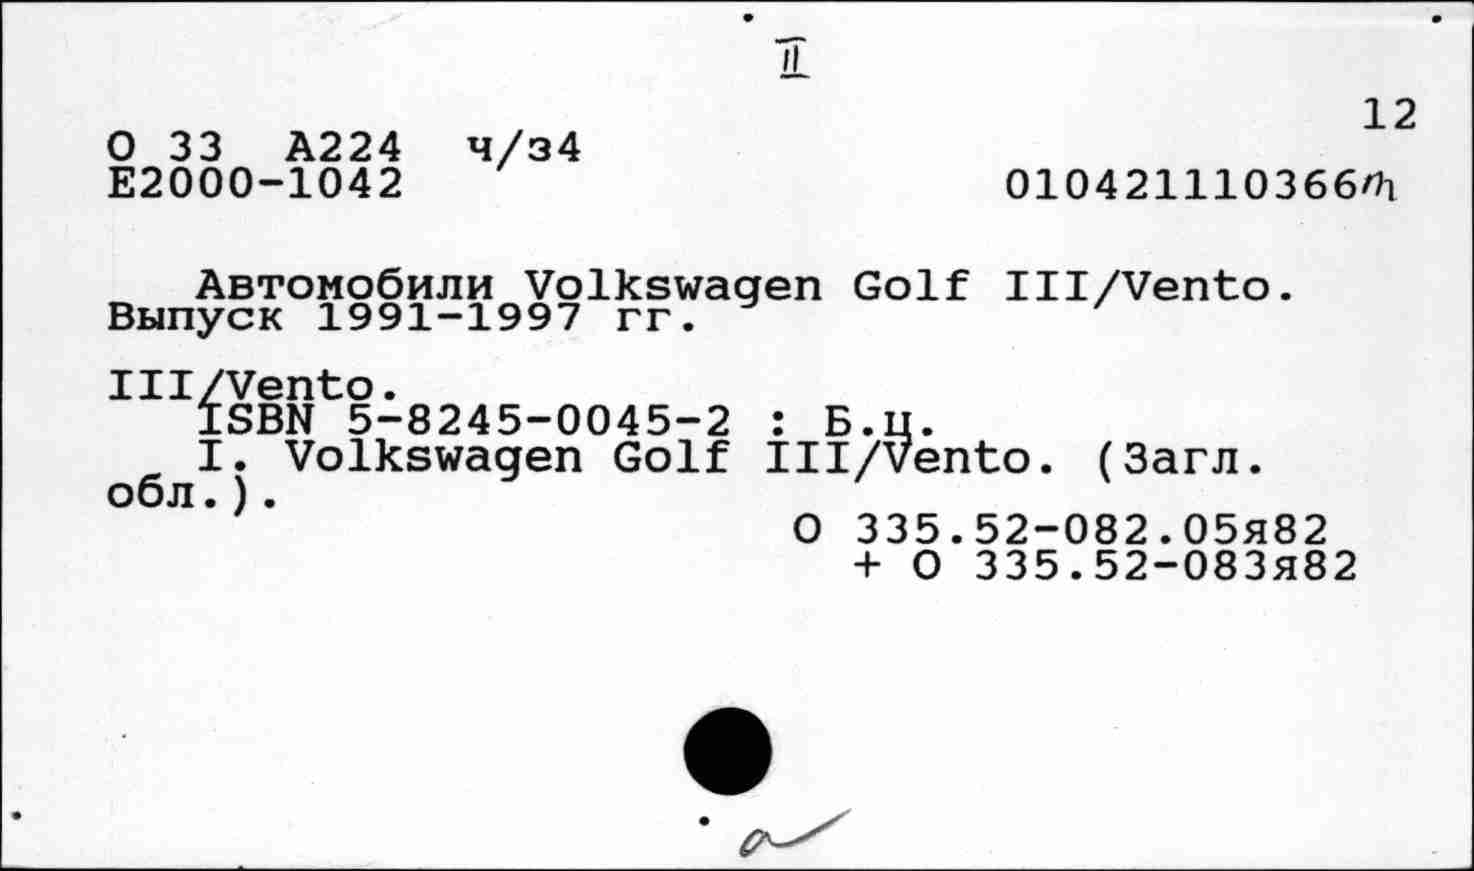 II
12
О 33 А224 ч/з4
Е2000-1042 010421110366
Автомобили Volkswagen Golf III/Vento.
Выпуск 1991-1997 гг.
III/Vento.
ISBN 5-8245-0045-2 : Б.ц.
I. Volkswagen Golf III/Vento. (Загл.
обл.).
О 335.52-082.05я82
+ О 335.52-083я82